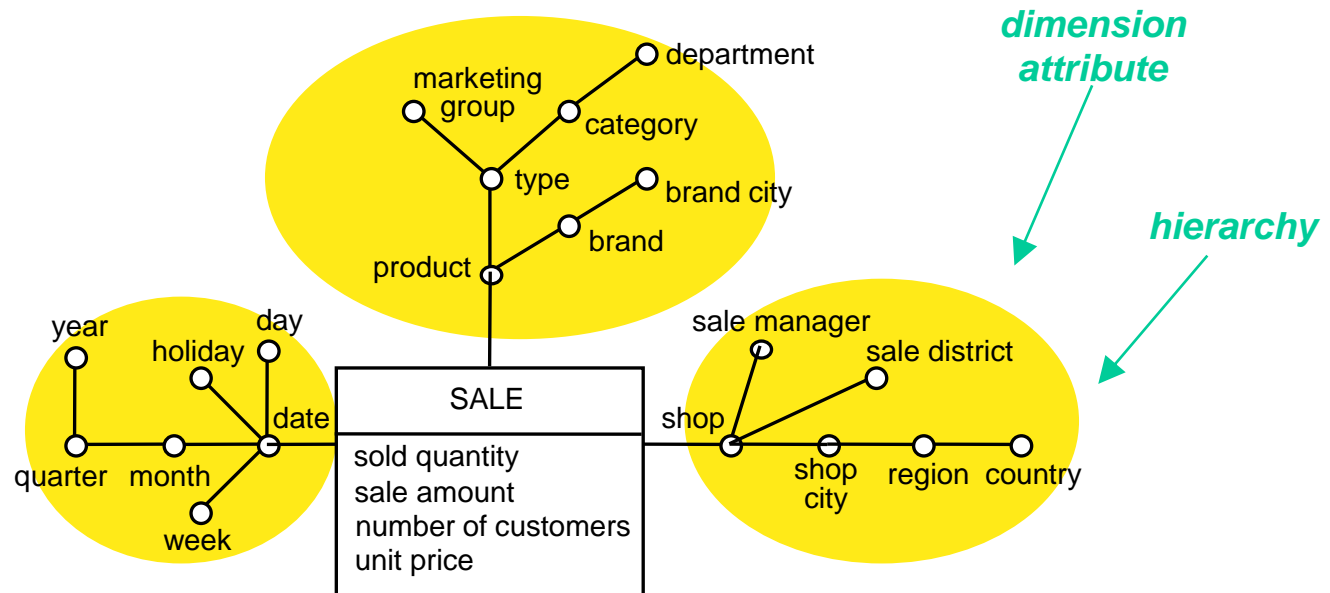 dimension
attribute
department
marketing
group
category
type
brand city
brand
hierarchy
product
year
day
sale manager
holiday
sale district
SALE
date
shop
sold quantity
quarter
month
shop
city
region
country
sale amount
number of customers
week
unit price